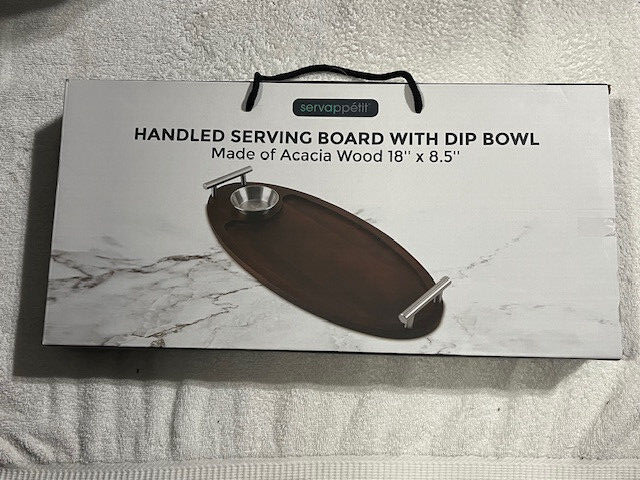 servappétit
HANDLED SERVING BOARD WITH DIP BOWL
Made of Acacia Wood 18" x 8.5"